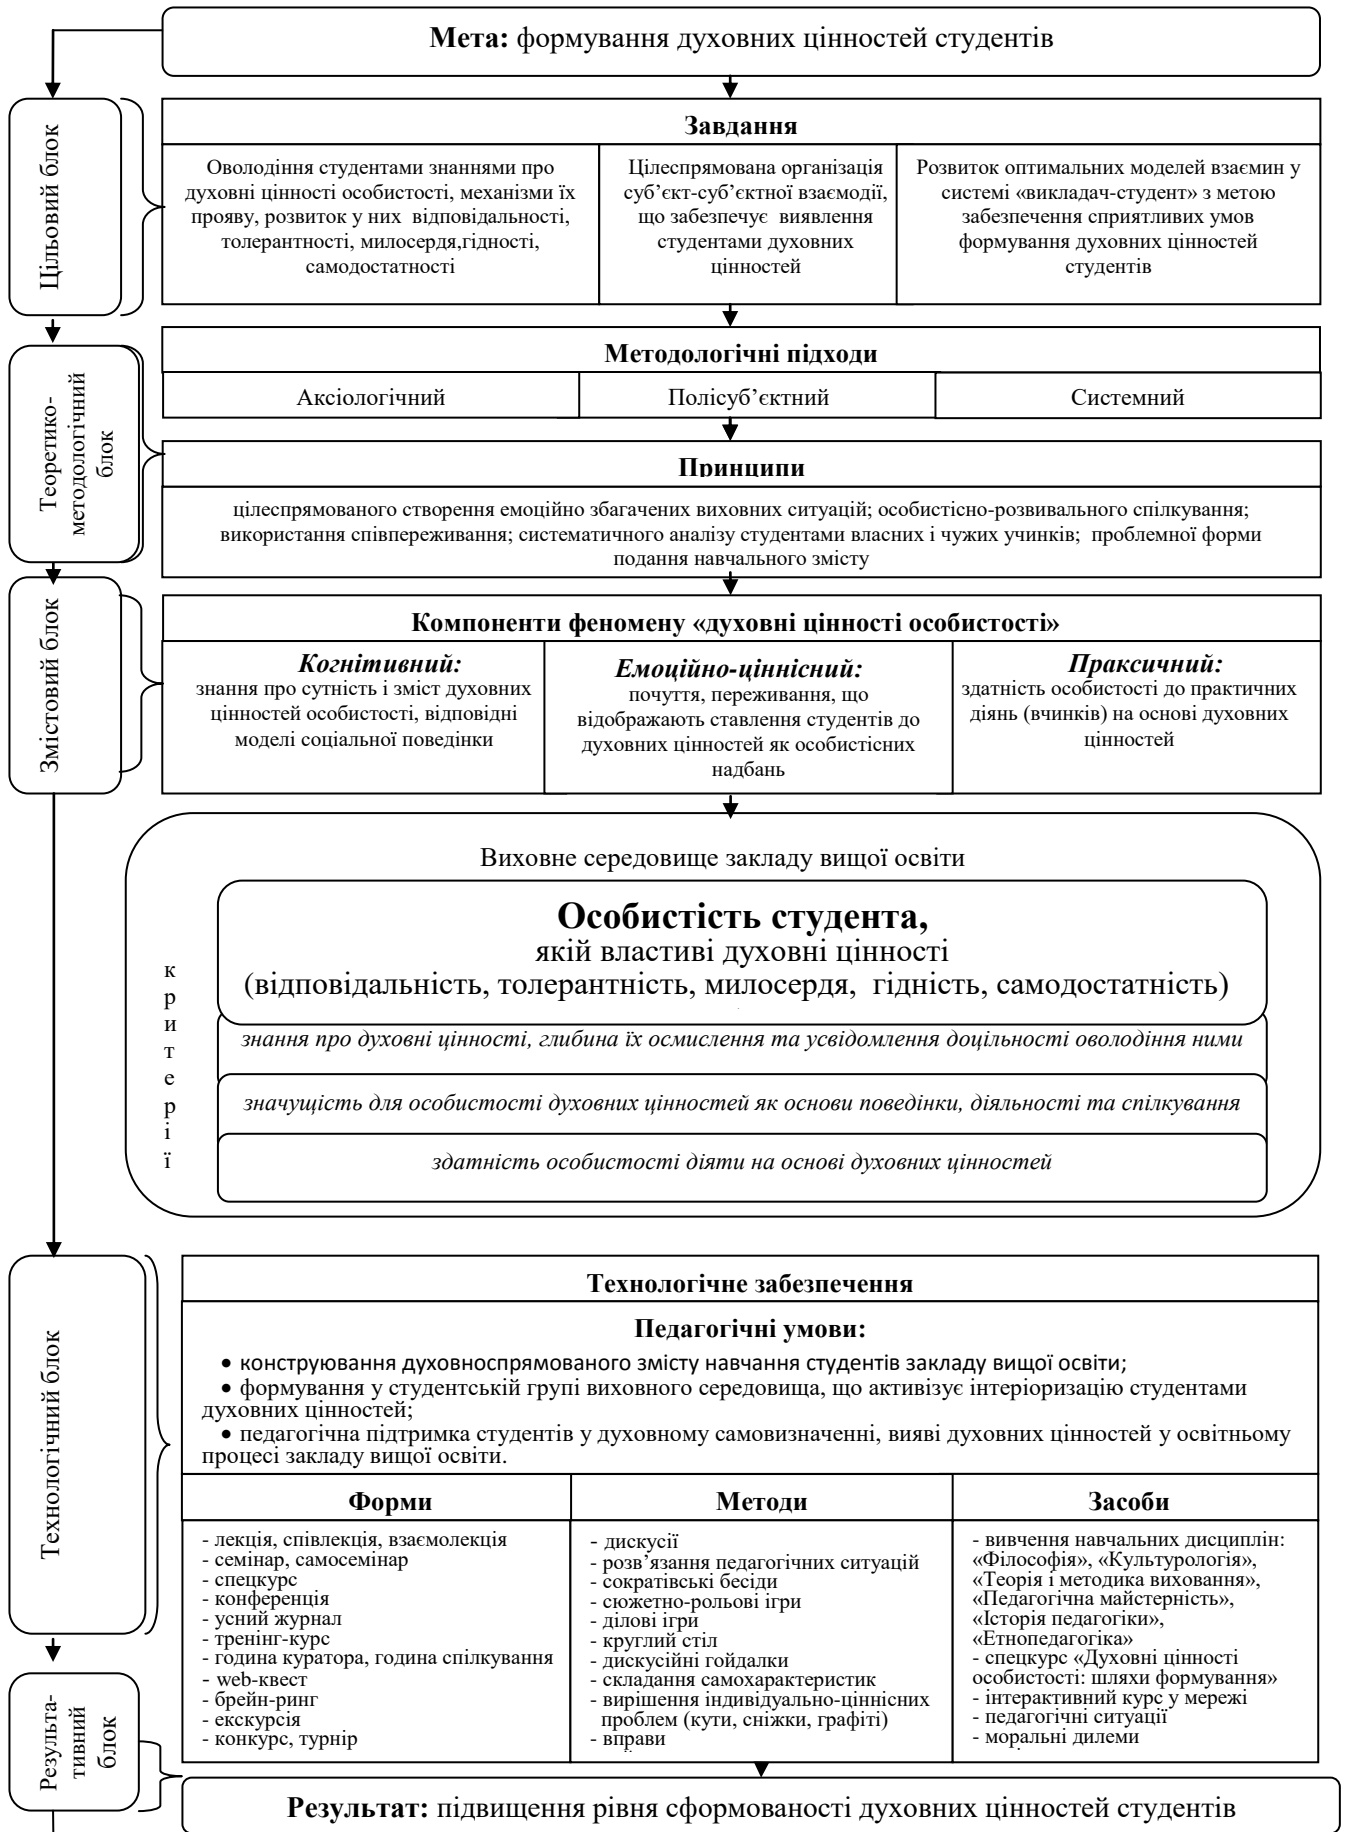 Мета: формування духовних цінностей студентів
Цільовий блок
Завдання
Оволодіння студентами знаннями про
духовні цінності особистості, механізми їх
прояву, розвиток у них відповідальності,
толерантності, милосердя,гідності,
самодостатності
Цілеспрямована організація
суб’єкт-суб’єктної взаємодії,
що забезпечує виявлення
студентами духовних
цінностей
Розвиток оптимальних моделей взаємин у
системі «викладач-студент» з метою
забезпечення сприятливих умов
формування духовних цінностей
студентів
Теоретико-
методологічний
блок
Методологічні підходи
Аксіологічний
Полісуб’єктний
Системний
Принципи
цілеспрямованого створення емоційно збагачених виховних ситуацій; особистісно-розвивального спілкування;
використання співпереживання; систематичного аналізу студентами власних і чужих учинків; проблемної форми
подання навчального змісту
Змістовий блок
Компоненти феномену «духовні цінності особистості»
Когнітивний:
знання про сутність і зміст духовних
цінностей особистості, відповідні
моделі соціальної поведінки
Емоційно-ціннісний:
почуття, переживання, що
відображають ставлення студентів до
духовних цінностей як особистісних
надбань
Праксичний:
здатність особистості до практичних
діянь (вчинків) на основі духовних
цінностей
Виховне середовище закладу вищої освіти
критерії
Особистість студента,
якій властиві духовні цінності
(відповідальність, толерантність, милосердя, гідність, самодостатність)
знання про духовні цінності, глибина їх осмислення та усвідомлення доцільності оволодіння ними
значущість для особистості духовних цінностей як основи поведінки, діяльності та спілкування
здатність особистості діяти на основі духовних цінностей
Технологічний блок
Технологічне забезпечення
Педагогічні умови:
• конструювання духовноспрямованого змісту навчання студентів закладу вищої освіти;
• формування у студентській групі виховного середовища, що активізує інтеріоризацію студентами
духовних цінностей;
• педагогічна підтримка студентів у духовному самовизначенні, вияві духовних цінностей у освітньому
процесі закладу вищої освіти.
Форми
- лекція, співлекція, взаємолекція
- семінар, самосемінар
- спецкурс
- конференція
- усний журнал
- тренінг-курс
- година куратора, година спілкування
- web-квест
- брейн-ринг
- екскурсія
- конкурс, турнір
Методи
- дискусії
- розв’язання педагогічних ситуацій
- сократівські бесіди
- сюжетно-рольові ігри
- ділові ігри
- круглий стіл
- дискусійні гойдалки
- складання самохарактеристик
- вирішення індивідуально-ціннісних
проблем (кути, сніжки, графіті)
- вправи
Засоби
- вивчення навчальних дисциплін:
«Філософія», «Культурологія»,
«Теорія і методика виховання»,
«Педагогічна майстерність»,
«Історія педагогіки»,
«Етнопедагогіка»
- спецкурс «Духовні цінності
особистості: шляхи формування»
- інтерактивний курс у мережі
- педагогічні ситуації
- моральні дилеми
Результа-
тивний
блок
Результат: підвищення рівня сформованості духовних цінностей студентів